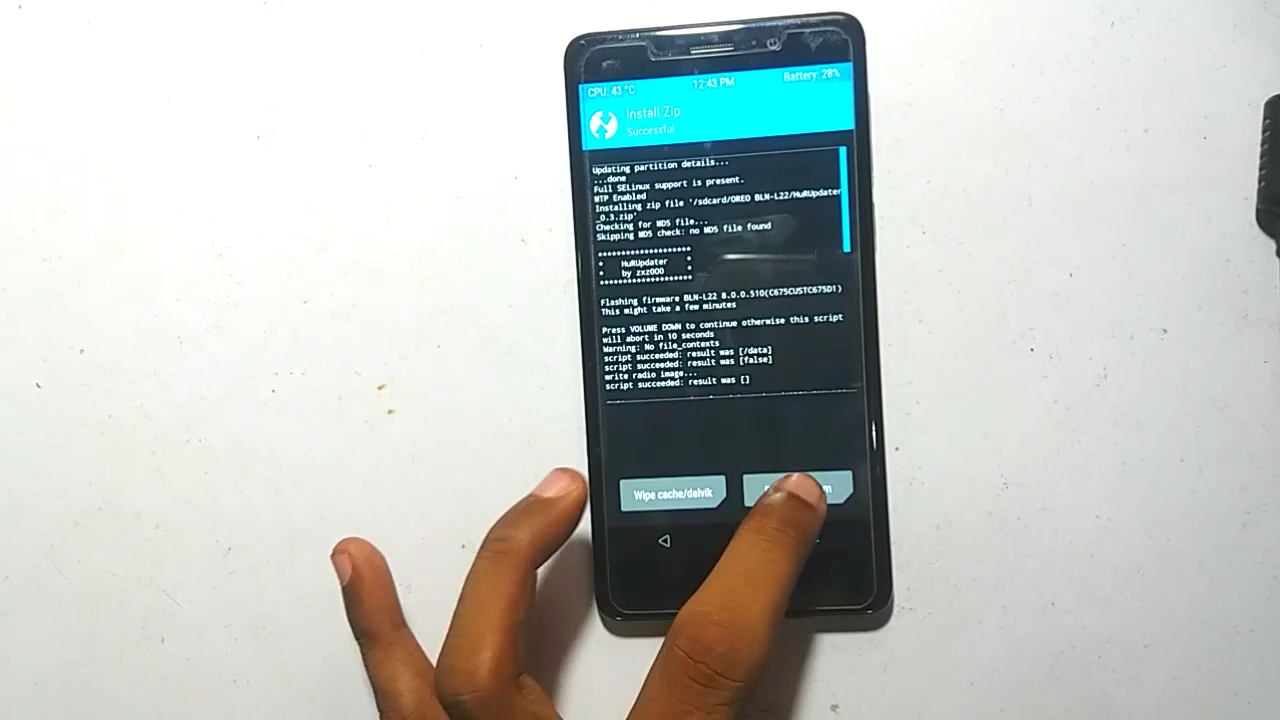 CPU: 43 °C 12:43 PM Battery: 28%
Install Zip
Successful
Updating partition details...
...done
Full SELinux support is present.
MTP Enabled
Installing zip file '/sdcard/OREO BLN-L22/HuRUpdater
_0.3.zip'
Checking for MD5 file...
Skipping MD5 check: no MD5 file found
********************
* HuRUpdater *
* by zxz0O0 *
********************
Flashing firmware BLN-L22 8.0.0.510(C675CUSTC675D1)
This might take a few minutes
Press VOLUME DOWN to continue otherwise this script
will abort in 10 seconds
Warning: No file_contexts
script succeeded: result was [/data]
script succeeded: result was [false]
write radio image...
script succeeded: result was []
Wipe cache/dalvik